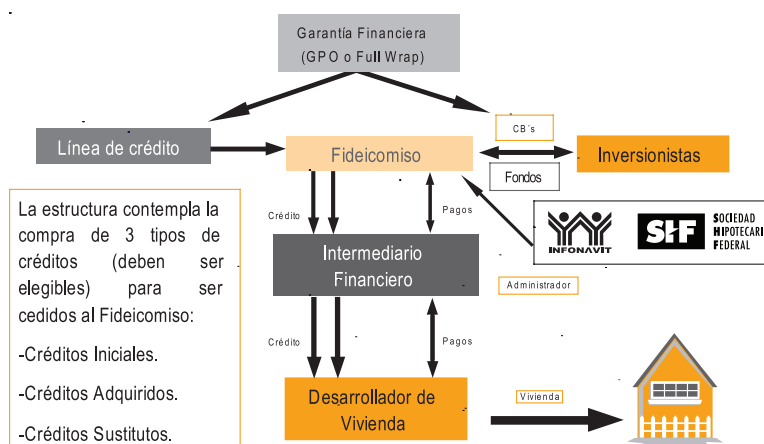 Garantía Financiera
(GPO o Full Wrap)
CB´s
Línea de crédito
Fideicomiso
Inversionistas
Fondos
La estructura contempla la
compra de 3 tipos de
créditos (deben ser
elegibles) para ser
cedidos al Fideicomiso:
-Créditos Iniciales.
-Créditos Adquiridos.
-Créditos Sustitutos.
Crédito
Pagos
INFONAVIT
SHF
SOCIEDAD
HIPOTECARI
FEDERAL
Intermediario
Financiero
Administrador
Crédito
Pagos
Desarrollador de
Vivienda
Vivienda